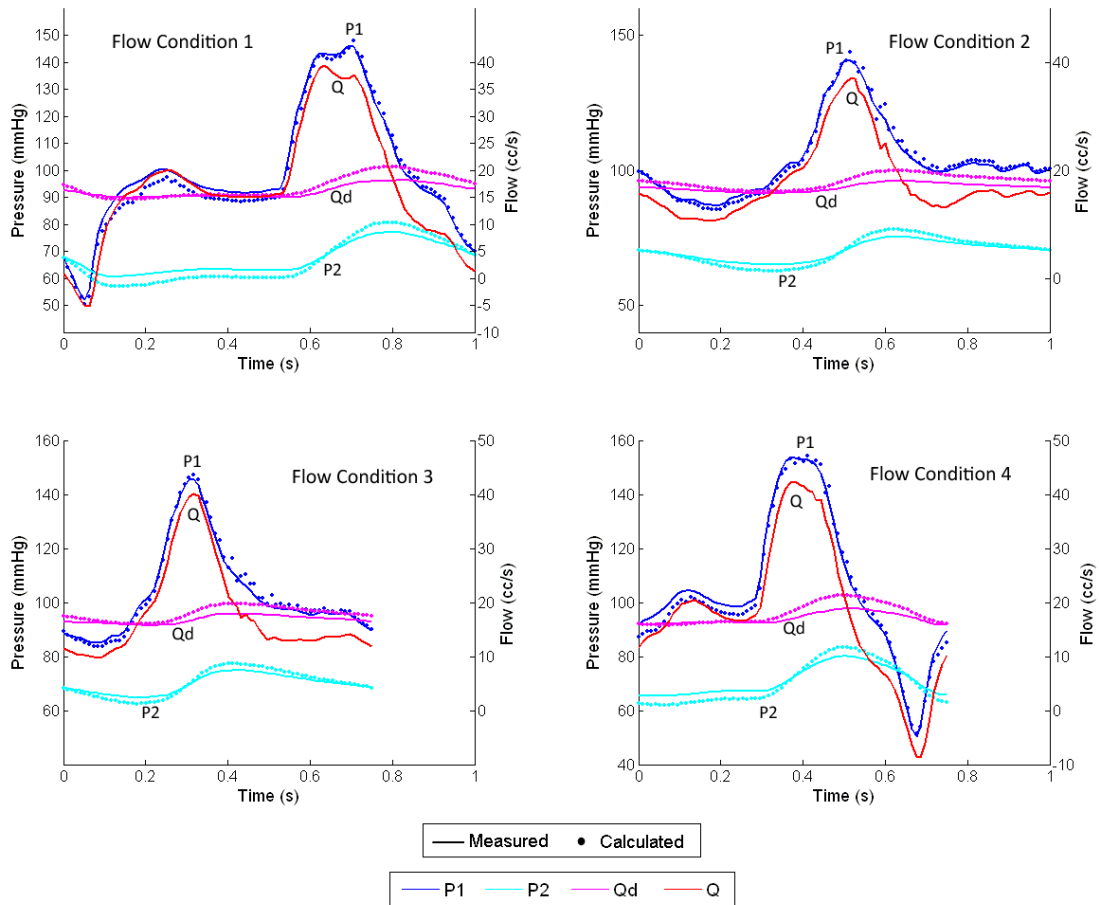 Flow Condition 1
P1
Q
Qd
P2
150
140
130
120
110
100
90
80
70
60
50
Pressure (mmHg)
40
30
20
10
0
-5
-10
Flow (cc/s)
0 0.2 0.4 0.6 0.8 1
Time (s)
Flow Condition 2
P1
Q
Qd
P2
150
100
50
Pressure (mmHg)
40
30
20
10
0
Flow (cc/s)
0 0.2 0.4 0.6 0.8 1
Time (s)
Flow Condition 3
P1
Q
Qd
P2
160
140
120
100
80
60
Pressure (mmHg)
50
40
30
20
10
0
Flow (cc/s)
0 0.2 0.4 0.6 0.8 1
Time (s)
Flow Condition 4
P1
Q
P2
160
140
120
100
80
60
40
Pressure (mmHg)
50
40
30
20
10
0
-10
Flow (cc/s)
0 0.2 0.4 0.6 0.8 1
Time (s)
Measured Calculated
P1 P2 Qd Q